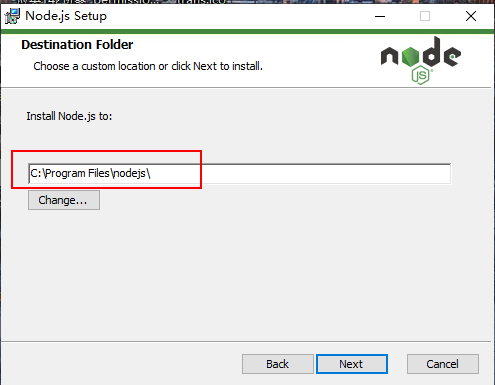 Node.js Setup
Destination Folder
Choose a custom location or click Next to install.
node
JS
Install Node.js to:
C:\Program Files\nodejs\
Change...
Back
Next
Cancel